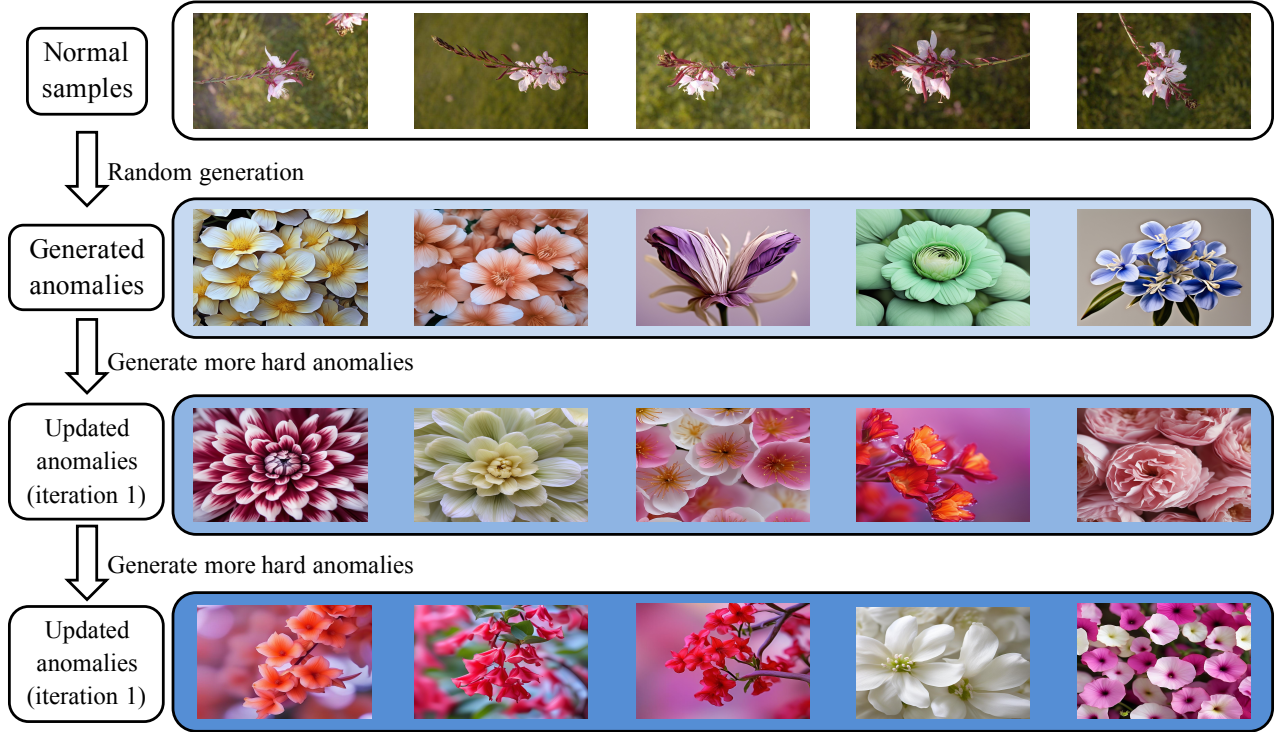 Normal
samples
Random generation
Generated
anomalies
Generate more hard anomalies
Updated
anomalies
(iteration 1)
Generate more hard anomalies
Updated
anomalies
(iteration 1)